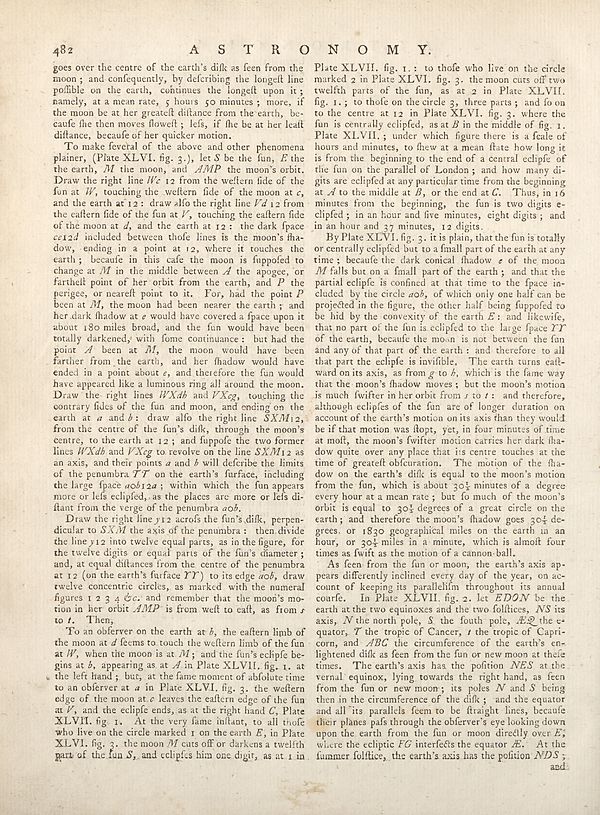 482 A S T R O N O M Y.
goes over the centre of the earth's diſk as ſeen from the
moon ; and conſequently, by deſcribing the longeſt line
poſſible on the earth, continues the longeſt upon it ;
namely, at a mean rate, 5 hours 50 minutes ; more, if
the moon be at her greateſt diſtance from the earth, be-
cauſe ſhe then moves ſloweſt ; leſs, if ſhe be at her leaſt
diſtance, becauſe of her quicker motion.
To make ſeveral of the above and other phenomena
plainer, (Plate XLVI. fig. 3.), let S be the ſun, E the
the earth, M the moon, and AMP the moon's orbit.
Draw the right line Wc 12 from the weſtern ſide of the
ſun at W, touching the weſtern ſide of the moon at c,
and the earth at 12 : draw alſo the right line Vd 12 from
the eaſtern ſide of the ſun at V, touching the eaſtern ſide
of the moon at d, and the earth at 12 : the dark ſpace
ce12d included between thoſe lines is the moon's ſha-
dow, ending in a point at 12, where it touches the
earth ; becauſe in this caſe the moon is ſuppoſed to
change at M in the middle between A the apogee, or
fartheſt point of her orbit from the earth, and P the
perigee, or neareſt point to it. For, had the point P
been at M, the moon had been nearer the earth ; and
her dark ſhadow at e would have covered a ſpace upon it
about 180 miles broad, and the ſun would have been
totally darkened, with ſome continuance : but had the
point A been at M, the moon would have been
farther from the earth, and her ſhadow would have
ended in a point about e, and therefore the ſun would
have appeared like a luminous ring all around the moon.
Draw the right lines WXdh and VXcg, touching the
contrary ſides of the ſun and moon, and ending on the
earth at a and b : draw alſo the right line SXM12,
from the centre of the ſun's diſk, through the moon's
centre, to the earth at 12 ; and ſuppoſe the two former
lines WXdh and VXcg to revolve on the line SXM12 as
an axis, and their points a and b will deſcribe the limits
of the penumbra TT on the earth's ſurface, including
the large ſpace aob12a ; within which the ſun appears
more or leſs eclipſed, as the places are more or leſs di-
ſtant from the verge of the penumbra aob.
Draw the right line y12 acroſs the ſun's diſk, perpen-
dicular to SXM the axis of the penumbra : then divide
the line y12 into twelve equal parts, as in the figure, for
the twelve digits or equal parts of the ſun's diameter ;
and, at equal diſtances from the centre of the penumbra
at 12 (on the earth's ſurface YY) to its edge aob, draw
twelve concentric circles, as marked with the numeral
figures 1 2 3 4 &c. and remember that the moon's mo-
tion in her orbit AMP is from weſt to eaſt, as from s
to t. Then,
To an obſerver on the earth at b, the eaſtern limb of
the moon at d ſeems to touch the weſtern limb of the ſun
at W, when the moon is at M ; and the ſun's eclipſe be-
gins at b, appearing as at A in Plate XLVII. fig. 1. at
the left hand ; but, at the ſame moment of abſolute time
to an obſerver at a in Plate XLVI. fig. 3. the weſtern
edge of the moon at c leaves the eaſtern edge of the ſun
at V, and the eclipſe ends, as at the right hand C, Plate
XLVII. fig. 1. At the very ſame inſtant, to all thoſe
who live on the circle marked 1 on the earth E, in Plate
XLVI. fig. 3. the moon M cuts off or darkens a twelfth
part of the ſun S, and eclipſes him one digit, as at 1 in
Plate XLVII. fig. 1. : to thoſe who live on the circle
marked 2 in Plate XLVI. fig. 3. the moon cuts off two
twelfth parts of the ſun, as at 2 in Plate XLVII.
fig. 1. ; to thoſe on the circle 3, three parts ; and ſo on
to the centre at 12 in Plate XLVI. fig. 3. where the
ſun is centrally eclipſed, as at B in the middle of fig. 1.
Plate XLVII. ; under which figure there is a ſcale of
hours and minutes, to ſhew at a mean ſtate how long it
is from the beginning to the end of a central eclipſe of
the ſun on the parallel of London ; and how many di-
gits are eclipſed at any particular time from the beginning
at A to the middle at B, or the end at C. Thus, in 16
minutes from the beginning, the ſun is two digits e-
clipſed ; in an hour and five minutes, eight digits ; and
in an hour and 37 minutes, 12 digits.
By Plate XLVI. fig. 3. it is plain, that the ſun is totally
or centrally eclipſed but to a ſmall part of the earth at any
time ; becauſe the dark conical ſhadow e of the moon
M falls but on a ſmall part of the earth ; and that the
partial eclipſe is confined at that time to the ſpace in-
cluded by the circle aob, of which only one half can be
projected in the figure, the other half being ſuppoſed to
be hid by the convexity of the earth E : and likewiſe,
that no part of the ſun is eclipſed to the large ſpace YY
of the earth, becauſe the moon is not between the ſun
and any of that part of the earth : and therefore to all
that part the eclipſe is inviſible. The earth turns eaſt-
ward on its axis, as from g to h, which is the ſame way
that the moon's ſhadow moves ; but the moon's motion
is much ſwifter in her orbit from s to t : and therefore,
although eclipſes of the ſun are of longer duration on
account of the earth's motion on its axis than they would
be if that motion was ſtopt, yet, in four minutes of time
at moſt, the moon's ſwifter motion carries her dark ſha-
dow quite over any place that its centre touches at the
time of greateſt obſcuration. The motion of the ſha-
dow on the earth's diſk is equal to the moon's motion
from the ſun, which is about 30½ minutes of a degree
every hour at a mean rate ; but ſo much of the moon's
orbit is equal to 30½ degrees of a great circle on the
earth ; and therefore the moon's ſhadow goes 30½ de-
grees. or 1830 geographical miles on the earth in an
hour, or 30½ miles in a minute, which is almoſt four
times as ſwift as the motion of a cannon-ball.
As ſeen from the ſun or moon, the earth's axis ap-
pears differently inclined every day of the year, on ac-
count of keeping its paralleliſm throughout its annual
courſe. In Plate XLVII. fig. 2. let EDON be the
earth at the two equinoxes and the two ſolſtices, NS its
axis, N the north pole, S the ſouth pole, ÆQ the e-
quator, T the tropic of Cancer, t the tropic of Capri-
corn, and ABC the circumference of the earth's en-
lightened diſk as ſeen from the ſun or new moon at theſe
times. The earth's axis has the poſition NES at the
vernal equinox, lying towards the right hand, as ſeen
from the ſun or new moon ; its poles N and S being
then in the circumference of the diſk ; and the equator
and all its parallels ſeem to be ſtraight lines, becauſe
their planes paſs through the obſerver's eye looking down
upon the earth from the ſun or moon directly over E,
where the ecliptic FG interſects the equator Æ. At the
ſummer ſolſtice, the earth's axis has the poſition NDS ;
and